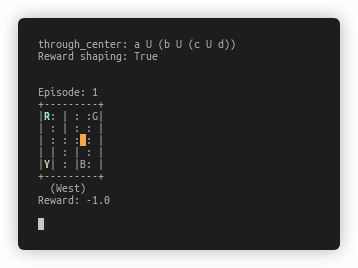 through_center: a U (b U (c U d))
Reward shaping: True
Episode: 1
+---------+
|R: | : :G|
| : | : : |
| : : : : |
| | : | : |
|Y| : |B: |
+---------+
(West)
Reward: -1.0